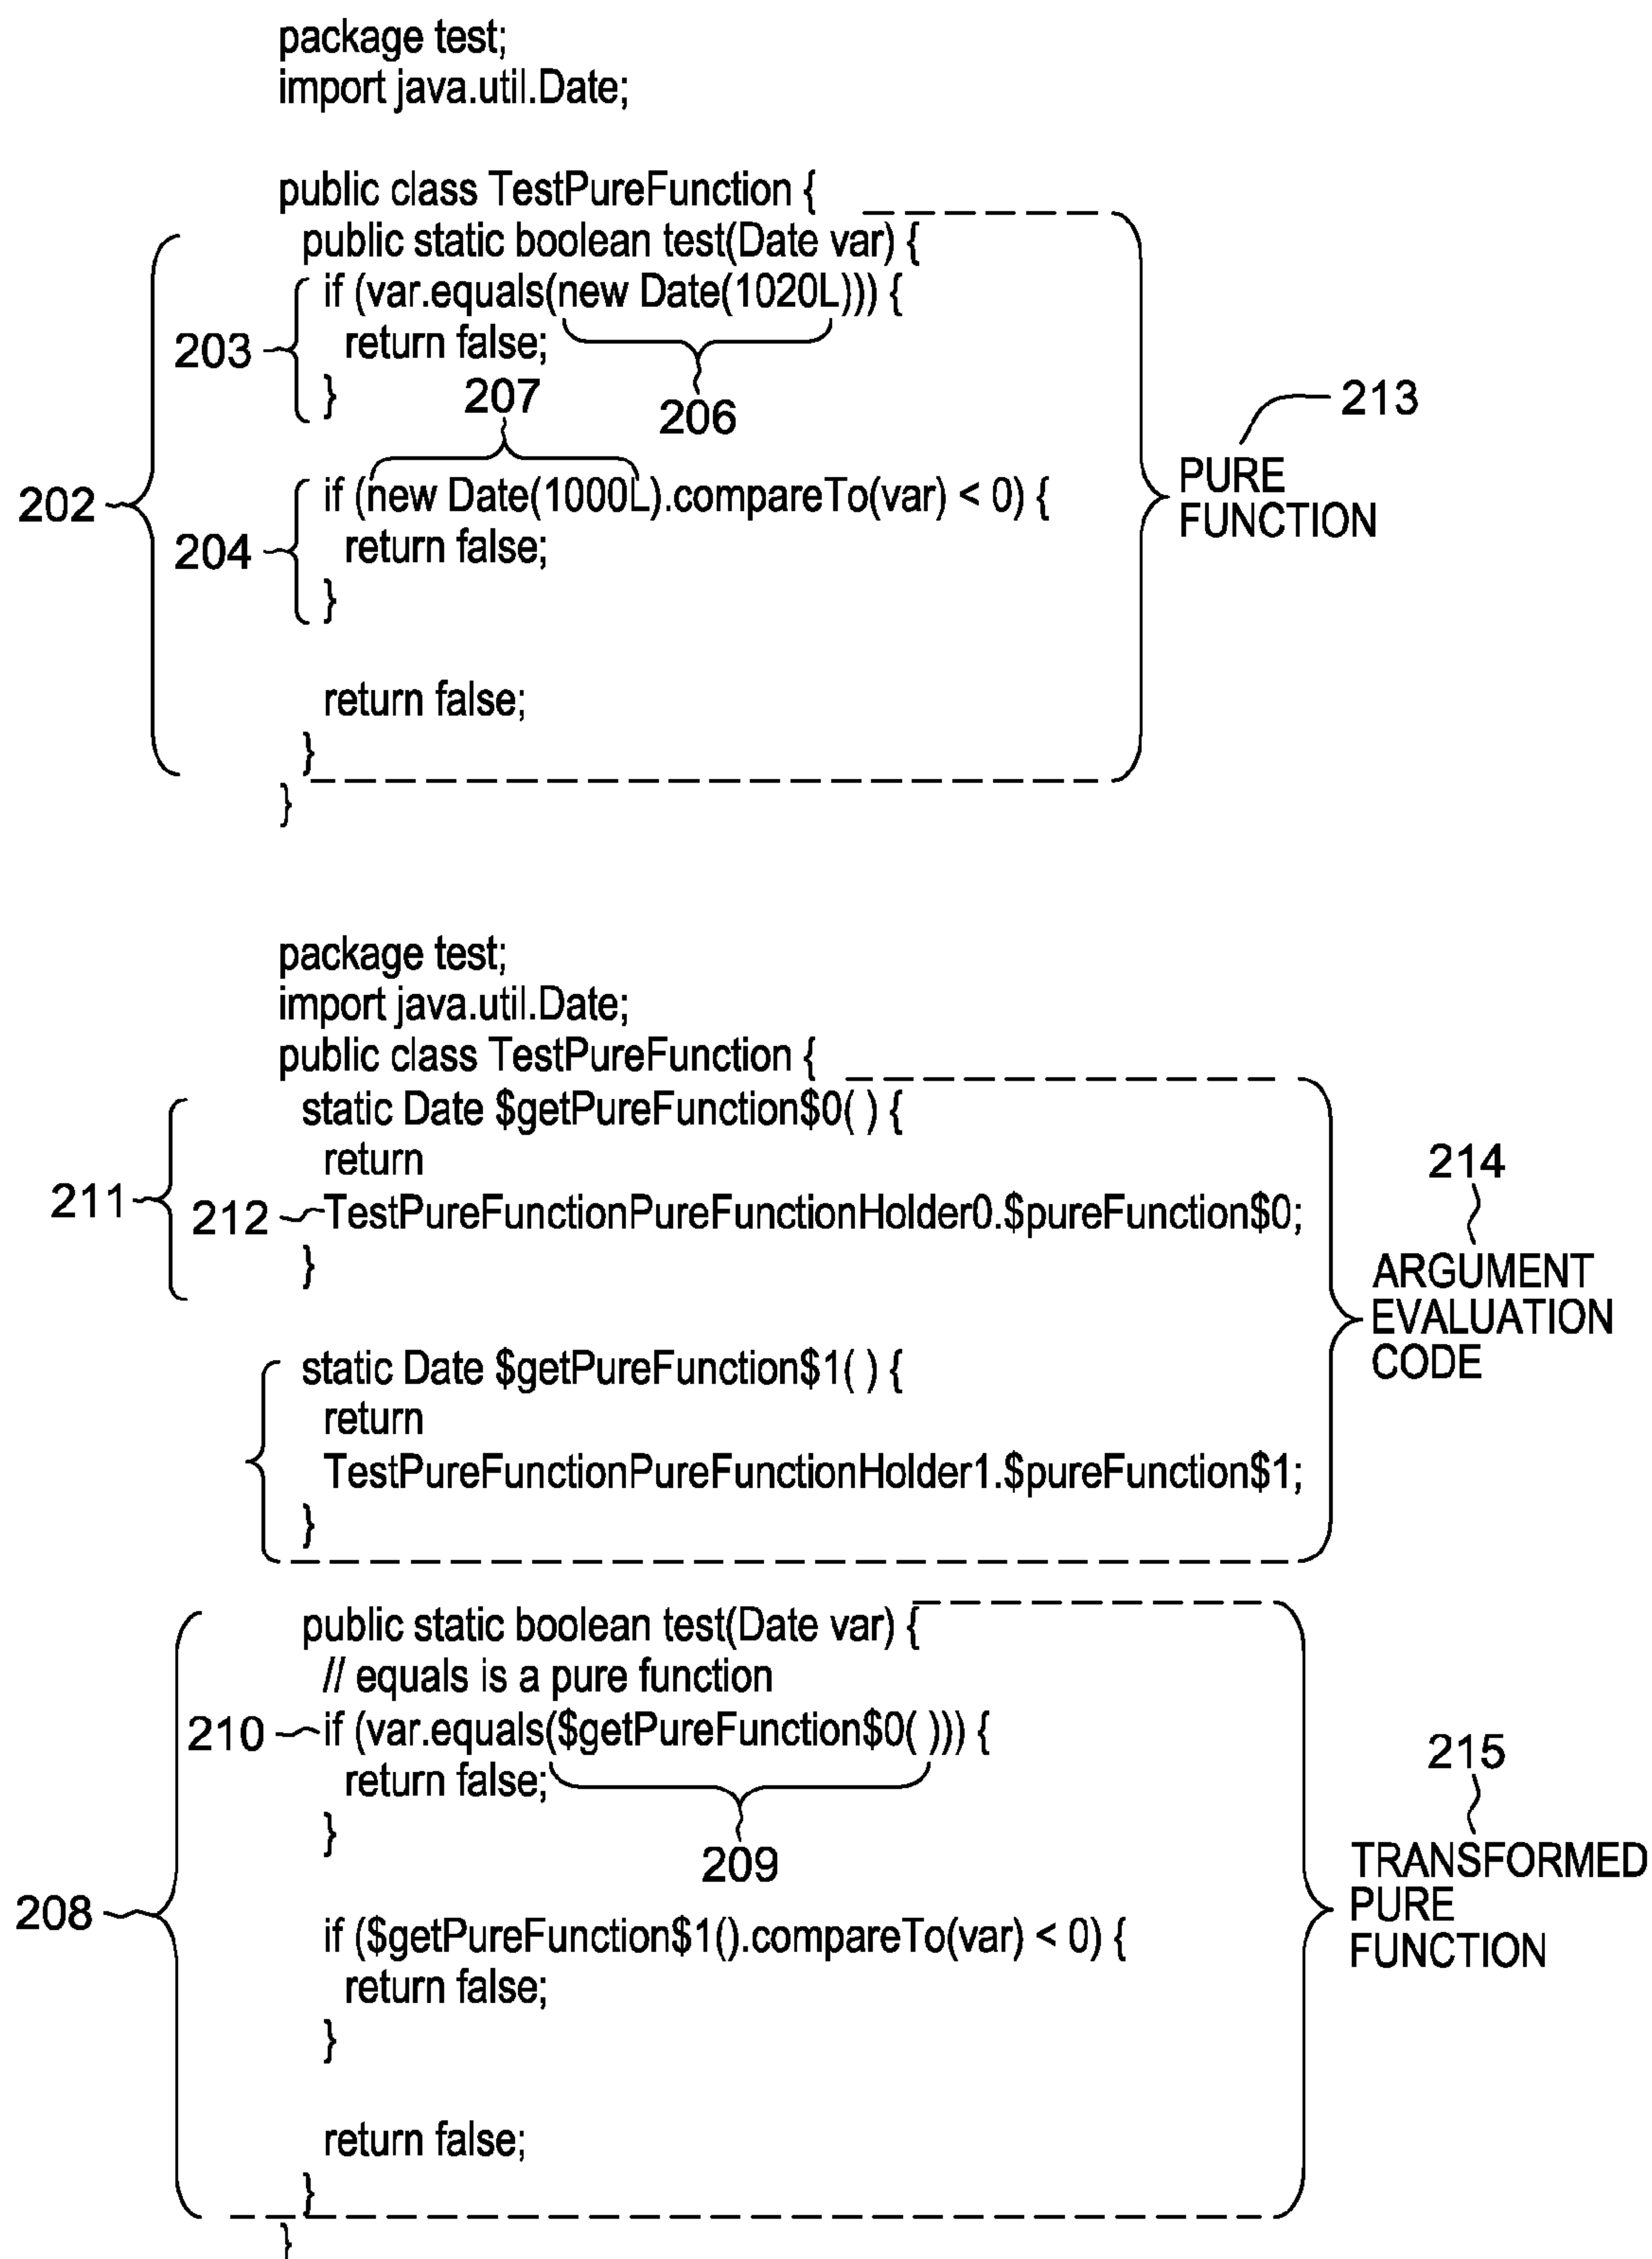 package test;
import java.util.Date;
public class TestPureFunction {
public static boolean test(Date var) {
if (var.equals(new Date(1020L))) {
203
return false;
}
207
206
213
202
if (new Date(1000L).compareTo(var) < 0) {
PURE
FUNCTION
204
return false;
}
return false;
}
}
package test;
import java.util.Date;
public class TestPureFunction {
static Date $getPureFunction$0( ) {
return
211
212
TestPureFunctionPureFunctionHolder0.$pureFunction$0;
}
214
ARGUMENT
EVALUATION
CODE
static Date $getPureFunction$1( ) {
return
TestPureFunctionPureFunctionHolder1.$pureFunction$1;
}
public static boolean test(Date var) {
// equals is a pure function
210
if (var.equals($getPureFunction$0( ))) {
return false;
}
209
215
TRANSFORMED
PURE
FUNCTION
208
if ($getPureFunction$1().compareTo(var) < 0) {
return false;
}
return false;
}
}